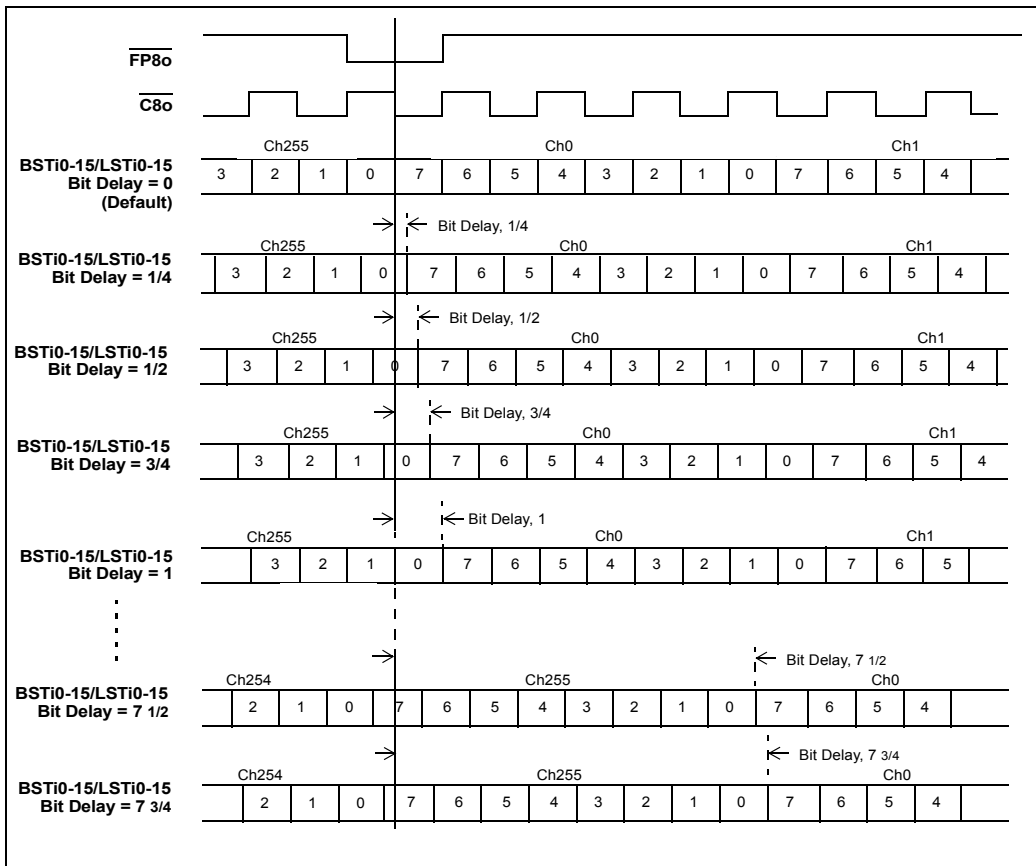 FP8o
C8o
Ch255 Ch0 Ch1
BSTi0-15/LSTi0-15
Bit Delay = 0
(Default)
3 2 1 0 7 6 5 4 3 2 1 0 7 6 5 4
Bit Delay, 1/4
Ch255 Ch0 Ch1
BSTi0-15/LSTi0-15
Bit Delay = 1/4
3 2 1 0 7 6 5 4 3 2 1 0 7 6 5 4
Bit Delay, 1/2
Ch255 Ch0 Ch1
BSTi0-15/LSTi0-15
Bit Delay = 1/2
3 2 1 0 7 6 5 4 3 2 1 0 7 6 5 4
Bit Delay, 3/4
Ch255 Ch0 Ch1
BSTi0-15/LSTi0-15
Bit Delay = 3/4
3 2 1 0 7 6 5 4 3 2 1 0 7 6 5 4
Bit Delay, 1
Ch255 Ch0 Ch1
BSTi0-15/LSTi0-15
Bit Delay = 1
3 2 1 0 7 6 5 4 3 2 1 0 7 6 5
Bit Delay, 7 1/2
Ch254 Ch255 Ch0
BSTi0-15/LSTi0-15
Bit Delay = 7 1/2
2 1 0 7 6 5 4 3 2 1 0 7 6 5 4
Bit Delay, 7 3/4
Ch254 Ch255 Ch0
BSTi0-15/LSTi0-15
Bit Delay = 7 3/4
2 1 0 7 6 5 4 3 2 1 0 7 6 5 4